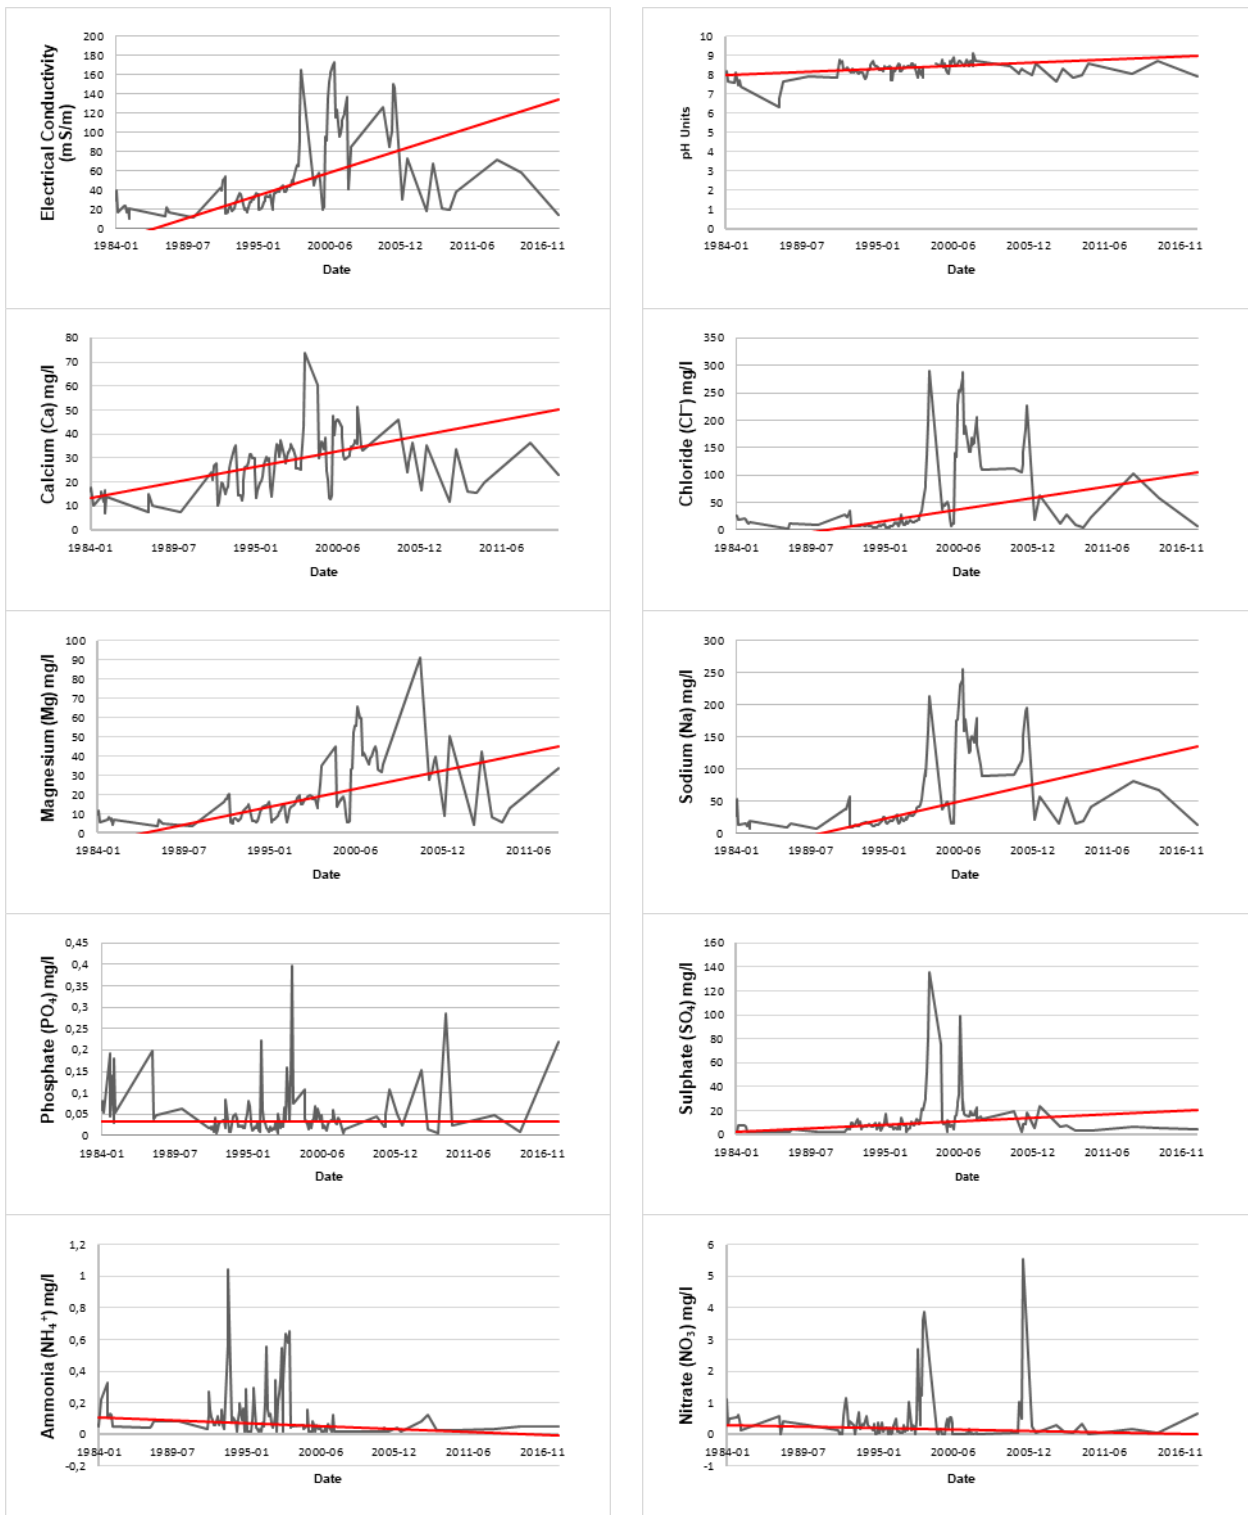 Electrical Conductivity
(mS/m)
200
180
160
140
120
100
80
60
40
20
0
1984-01 1989-07 1995-01 2000-06 2005-12 2011-06 2016-11
Date
pH Units
10
9
8
7
6
5
4
3
2
1
0
1984-01 1989-07 1995-01 2000-06 2005-12 2011-06 2016-11
Date
Calcium (Ca) mg/l
80
70
60
50
40
30
20
10
0
1984-01 1989-07 1995-01 2000-06 2005-12 2011-06
Date
Chloride (Cl⁻) mg/l
350
300
250
200
150
100
50
0
1984-01 1989-07 1995-01 2000-06 2005-12 2011-06 2016-11
Date
Magnesium (Mg) mg/l
100
90
80
70
60
50
40
30
20
10
0
1984-01 1989-07 1995-01 2000-06 2005-12 2011-06
Date
Sodium (Na) mg/l
300
250
200
150
100
50
0
1984-01 1989-07 1995-01 2000-06 2005-12 2011-06 2016-11
Date
Phosphate (PO₄) mg/l
0,45
0,4
0,35
0,3
0,25
0,2
0,15
0,1
0,05
0
1984-01 1989-07 1995-01 2000-06 2005-12 2011-06 2016-11
Date
Sulphate (SO₄) mg/l
160
140
120
100
80
60
40
20
0
1984-01 1989-07 1995-01 2000-06 2005-12 2011-06 2016-11
Date
Ammonia (NH₄⁺) mg/l
1,2
1
0,8
0,6
0,4
0,2
0
-0,2
1984-01 1989-07 1995-01 2000-06 2005-12 2011-06 2016-11
Date
Nitrate (NO₃) mg/l
6
5
4
3
2
1
0
-1
1984-01 1989-07 1995-01 2000-06 2005-12 2011-06 2016-11
Date